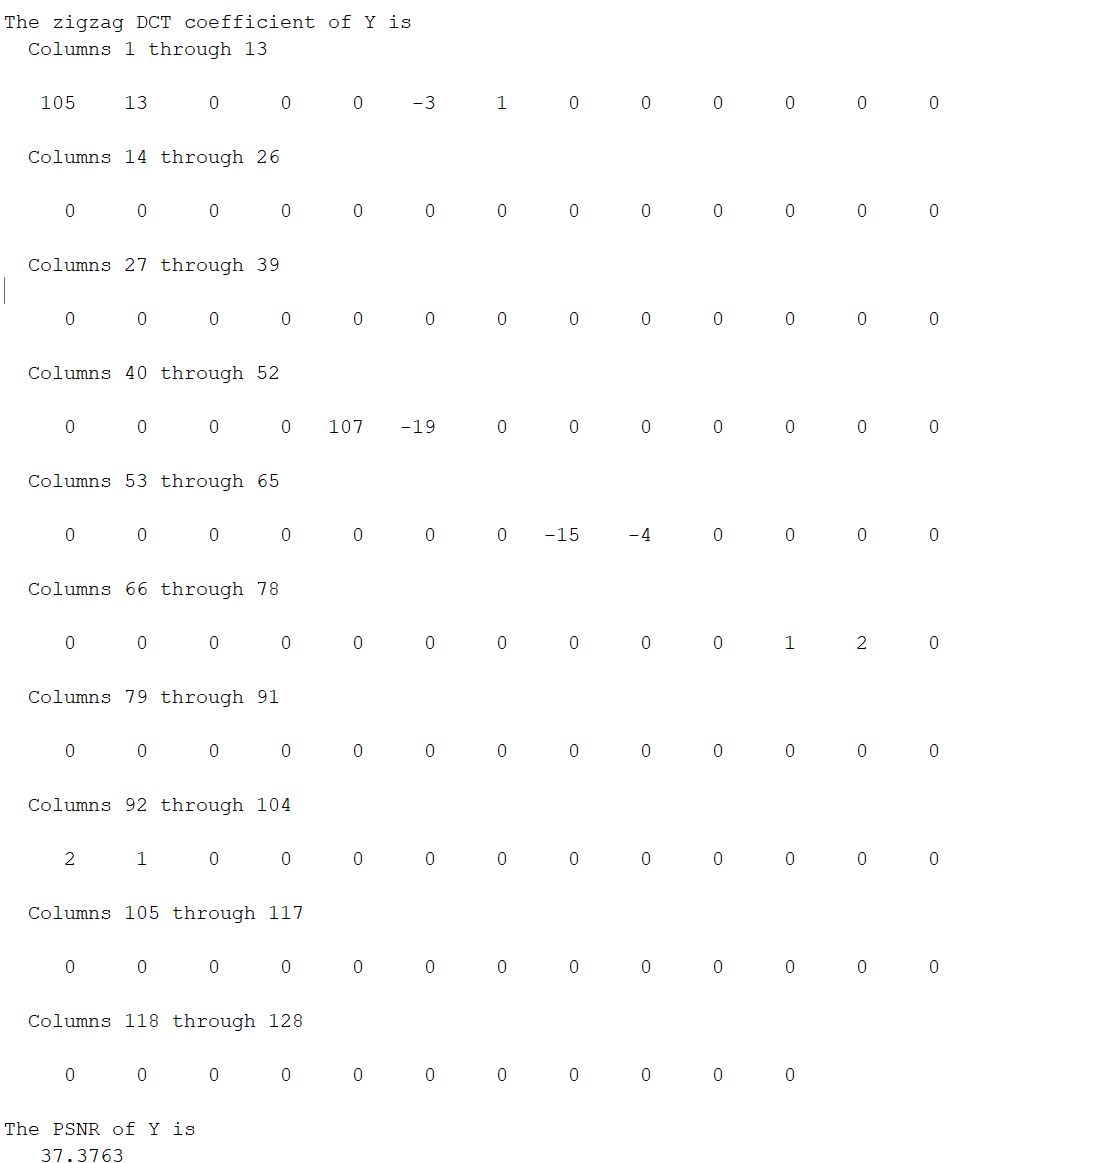 The zigzag DCT coefficient of Y is
Columns 1 through 13
105 13 0 0 0 -3 1 0 0 0 0 0 0
Columns 14 through 26
0 0 0 0 0 0 0 0 0 0 0 0 0
Columns 27 through 39
0 0 0 0 0 0 0 0 0 0 0 0 0
Columns 40 through 52
0 0 0 0 107 -19 0 0 0 0 0 0 0
Columns 53 through 65
0 0 0 0 0 0 0 -15 -4 0 0 0 0
Columns 66 through 78
0 0 0 0 0 0 0 0 0 0 1 2 0
Columns 79 through 91
0 0 0 0 0 0 0 0 0 0 0 0 0
Columns 92 through 104
2 1 0 0 0 0 0 0 0 0 0 0 0
Columns 105 through 117
0 0 0 0 0 0 0 0 0 0 0 0 0
Columns 118 through 128
0 0 0 0 0 0 0 0 0 0 0
The PSNR of Y is
37.3763